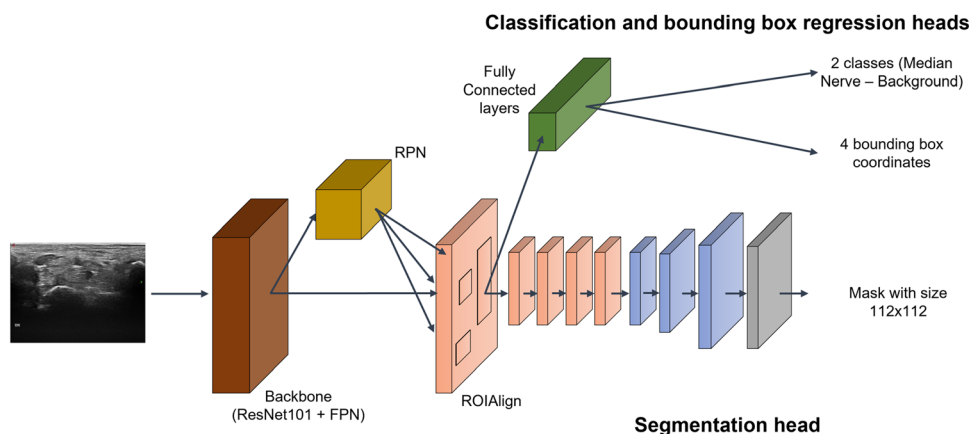 Classification and bounding box regression heads
Fully
Connected
layers
2 classes (Median
Nerve – Background)
RPN
4 bounding box
coordinates
Mask with size
112x112
Backbone
(ResNet101 + FPN)
ROIAlign
Segmentation head